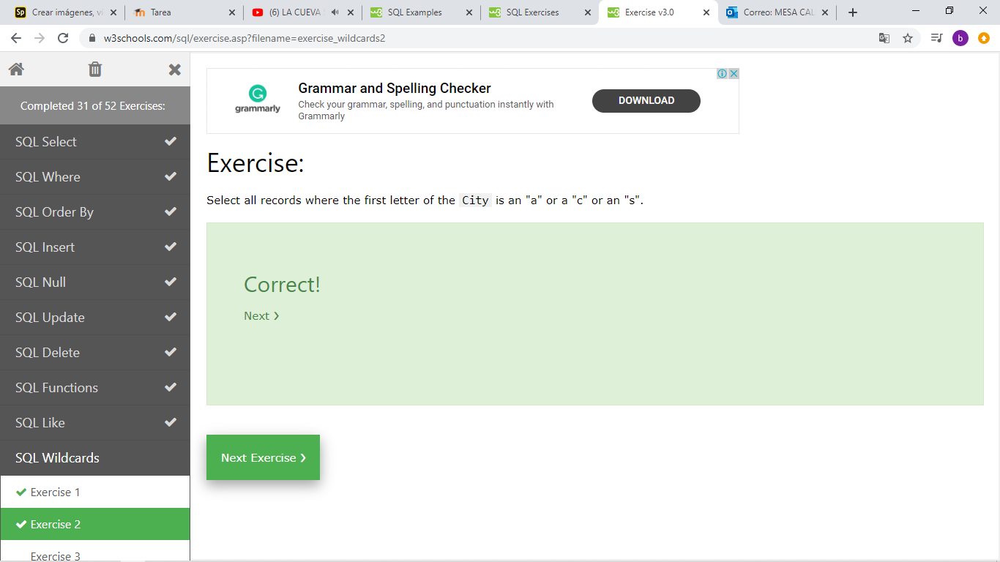 Crear imágenes, ví
Tarea
(6) LA CUEVA S
SQL Examples
SQL Exercises
Exercise v3.0
Correo: MESA CAL
w3schools.com/sql/exercise.asp?filename=exercise_wildcards2
b
Completed 31 of 52 Exercises:
SQL Select
SQL Where
SQL Order By
SQL Insert
SQL Null
SQL Update
SQL Delete
SQL Functions
SQL Like
SQL Wildcards
Exercise 1
Exercise 2
Exercise 3
grammarly
Grammar and Spelling Checker
Check your grammar, spelling, and punctuation instantly with
Grammarly
DOWNLOAD
Exercise:
Select all records where the first letter of the City is an "a" or a "c" or an "s".
Correct!
Next ❯
Next Exercise ❯